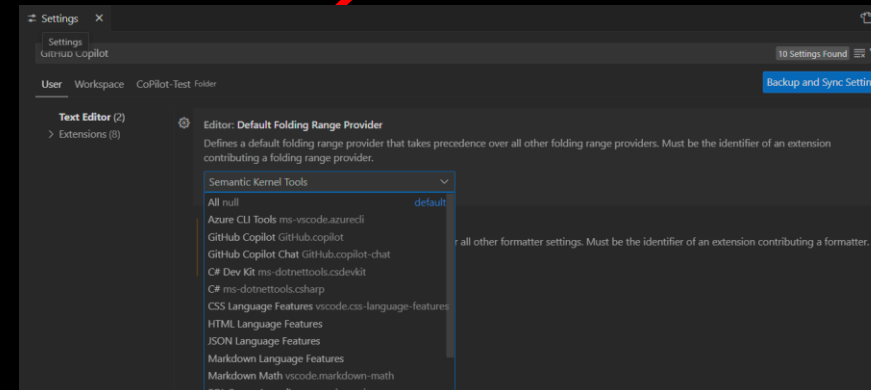 Settings
Settings
GitHub Copilot
10 Settings Found
User Workspace CoPilot-Test Folder
Backup and Sync Settin
Text Editor (2)
Extensions (8)
Editor: Default Folding Range Provider
Defines a default folding range provider that takes precedence over all other folding range providers. Must be the identifier of an extension
contributing a folding range provider.
Semantic Kernel Tools
All null default
Azure CLI Tools ms-vscode.azurecli
GitHub Copilot GitHub.copilot
GitHub Copilot Chat GitHub.copilot-chat
r all other formatter settings. Must be the identifier of an extension contributing a formatter.
C# Dev Kit ms-dotnettools.csdevkit
C# ms-dotnettools.csharp
CSS Language Features vscode.css-language-features
HTML Language Features
JSON Language Features
Markdown Language Features
Markdown Math vscode.markdown-math